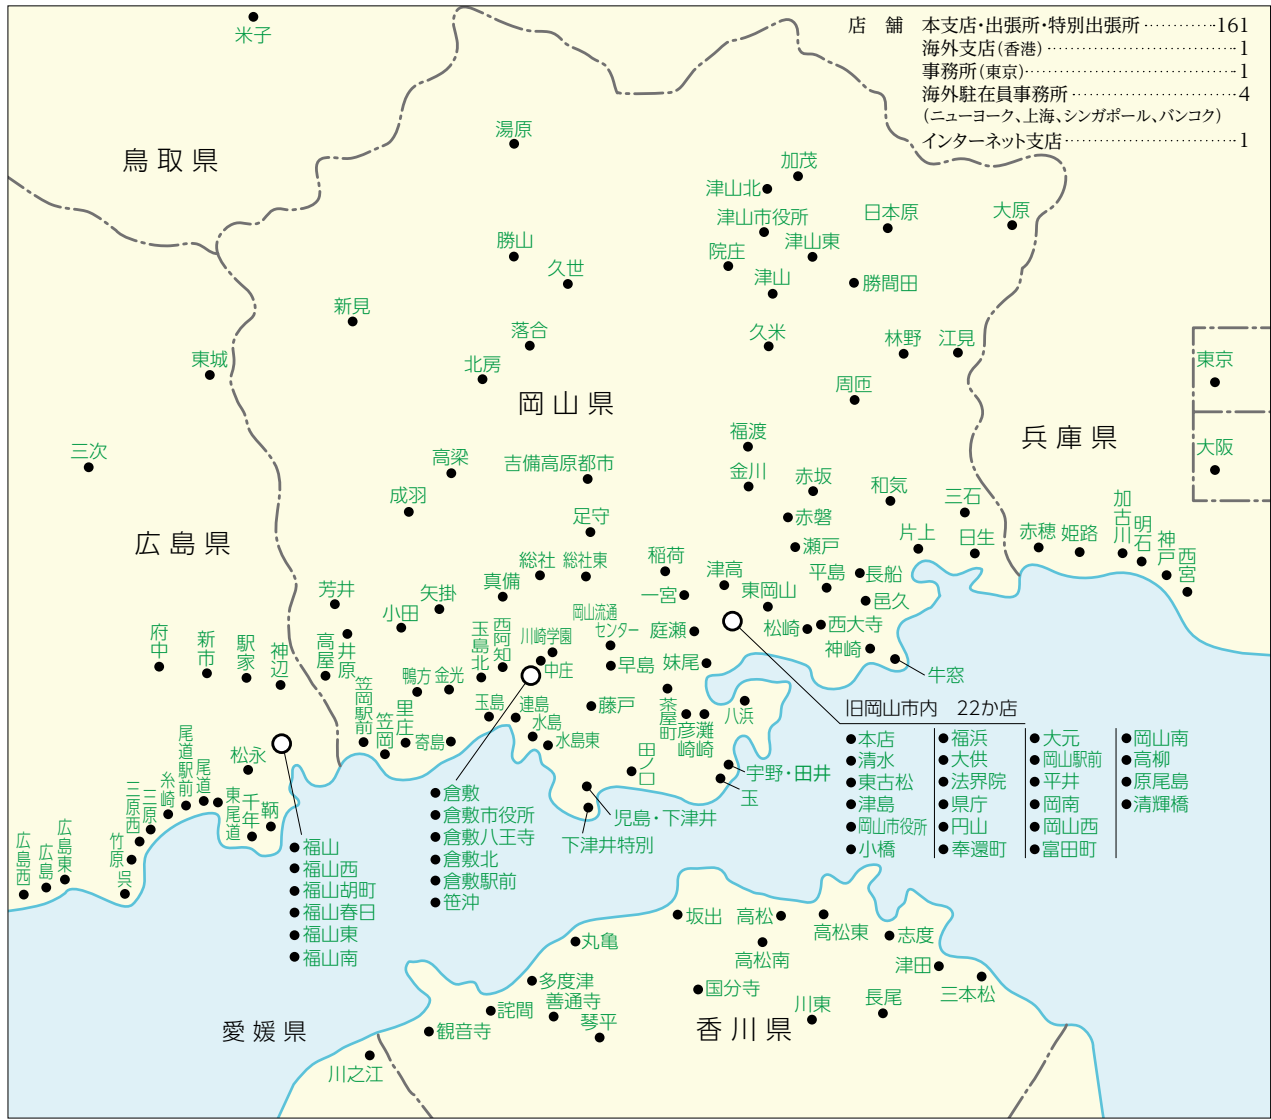 店　舗　本支店・出張所・特別出張所…………161
海外支店(香港)……………………………1
事務所(東京)………………………………1
海外駐在員事務所…………………………4
(ニューヨーク、上海、シンガポール、バンコク)
インターネット支店…………………………1
米子
鳥取県
湯原
加茂
津山北
津山市役所
日本原
大原
勝山
院庄
津山東
久世
津山
勝間田
新見
落合
久米
林野
江見
東城
北房
周匝
東京
岡山県
兵庫県
大阪
三次
福渡
高梁
吉備高原都市
金川
赤坂
和気
三石
成羽
足守
赤磐
片上
日生
赤穂
姫路
加古川
明石
神戸
西宮
広島県
瀬戸
総社
総社東
稲荷
津高
平島
長船
芳井
矢掛
真備
一宮
東岡山
邑久
小田
岡山流通
センター
庭瀬
松崎
西大寺
神崎
牛窓
府中
新市
駅家
神辺
高屋
井原
玉島北
西阿知
川崎学園
中庄
早島
妹尾
鴨方
金光
笠岡駅前
笠岡
里庄
寄島
玉島
連島
水島
水島東
藤戸
茶屋町
彦崎
灘崎
八浜
田ノ口
宇野・田井
玉
児島・下津井
下津井特別
松永
尾道駅前
尾道
東尾道
千年
鞆
糸崎
三原
三原西
竹原
呉
広島東
広島
広島西
福山
福山西
福山胡町
福山春日
福山東
福山南
倉敷
倉敷市役所
倉敷八王寺
倉敷北
倉敷駅前
笹沖
旧岡山市内　22か店
本店
清水
東古松
津島
岡山市役所
小橋
福浜
大供
法界院
県庁
円山
奉還町
大元
岡山駅前
平井
岡南
岡山西
富田町
岡山南
高柳
原尾島
清輝橋
坂出
高松
高松東
志度
丸亀
高松南
津田
多度津
国分寺
三本松
善通寺
詫間
川東
長尾
琴平
観音寺
愛媛県
香川県
川之江